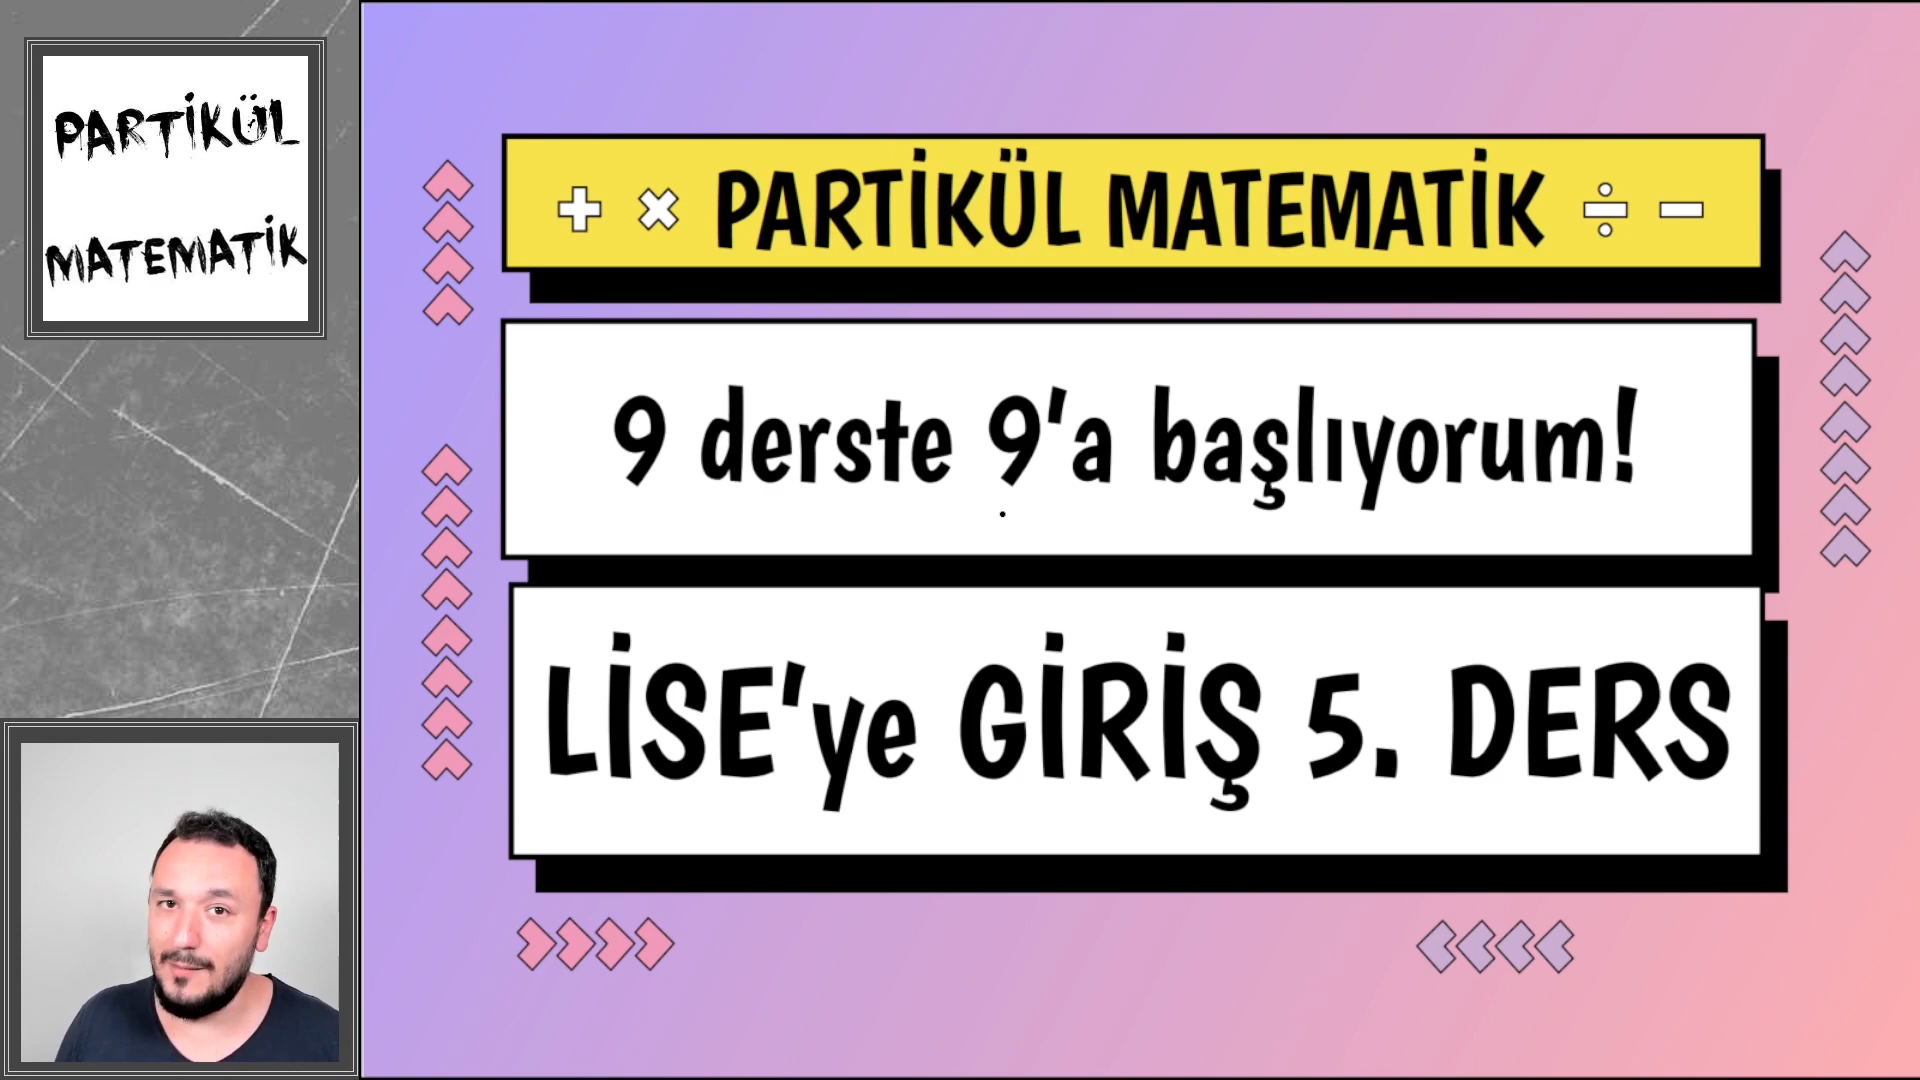 PARTİKÜL
MATEMATİK
+ × PARTİKÜL MATEMATİK ÷ −
9 derste 9'a başlıyorum!
LİSE'ye GİRİŞ 5. DERS